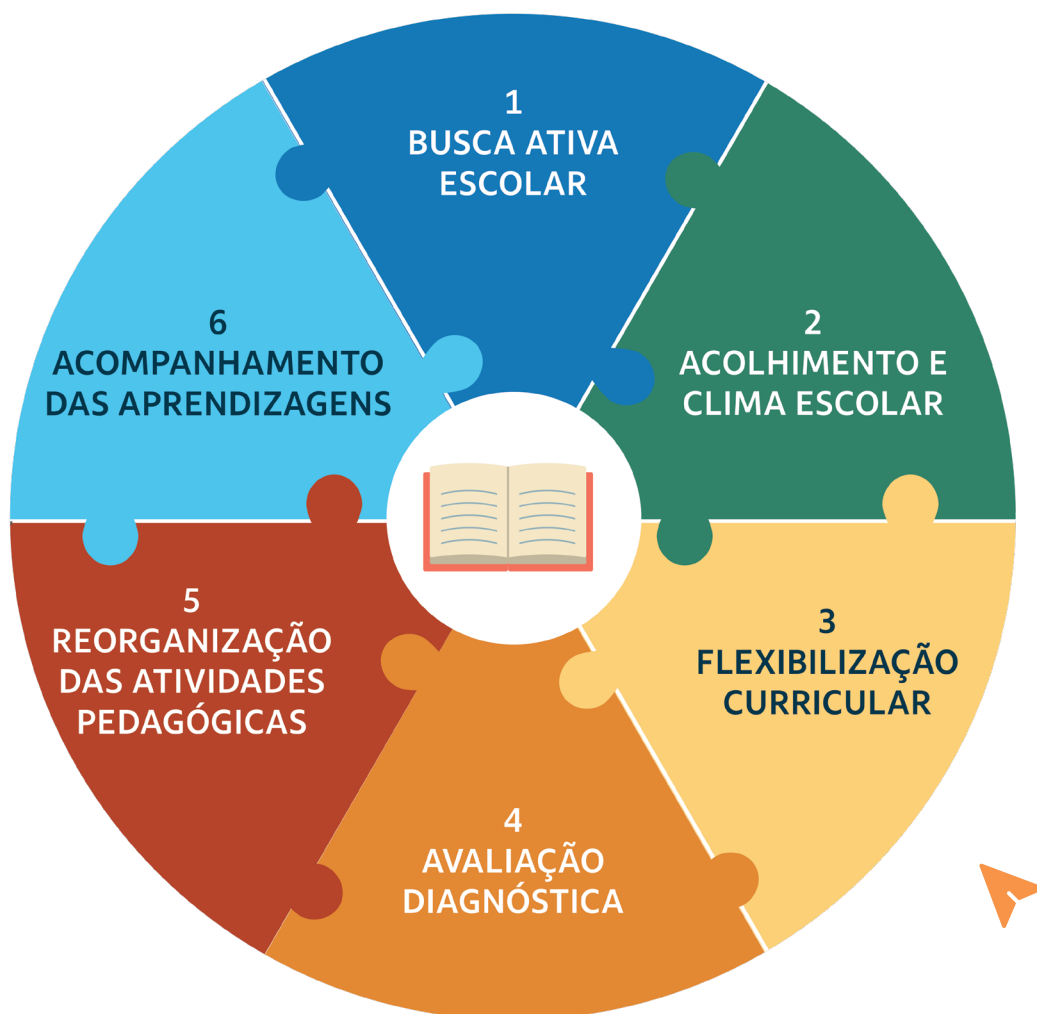 1
BUSCA ATIVA
ESCOLAR
2
ACOLHIMENTO E
CLIMA ESCOLAR
3
FLEXIBILIZAÇÃO
CURRICULAR
4
AVALIAÇÃO
DIAGNÓSTICA
5
REORGANIZAÇÃO
DAS ATIVIDADES
PEDAGÓGICAS
6
ACOMPANHAMENTO
DAS APRENDIZAGENS